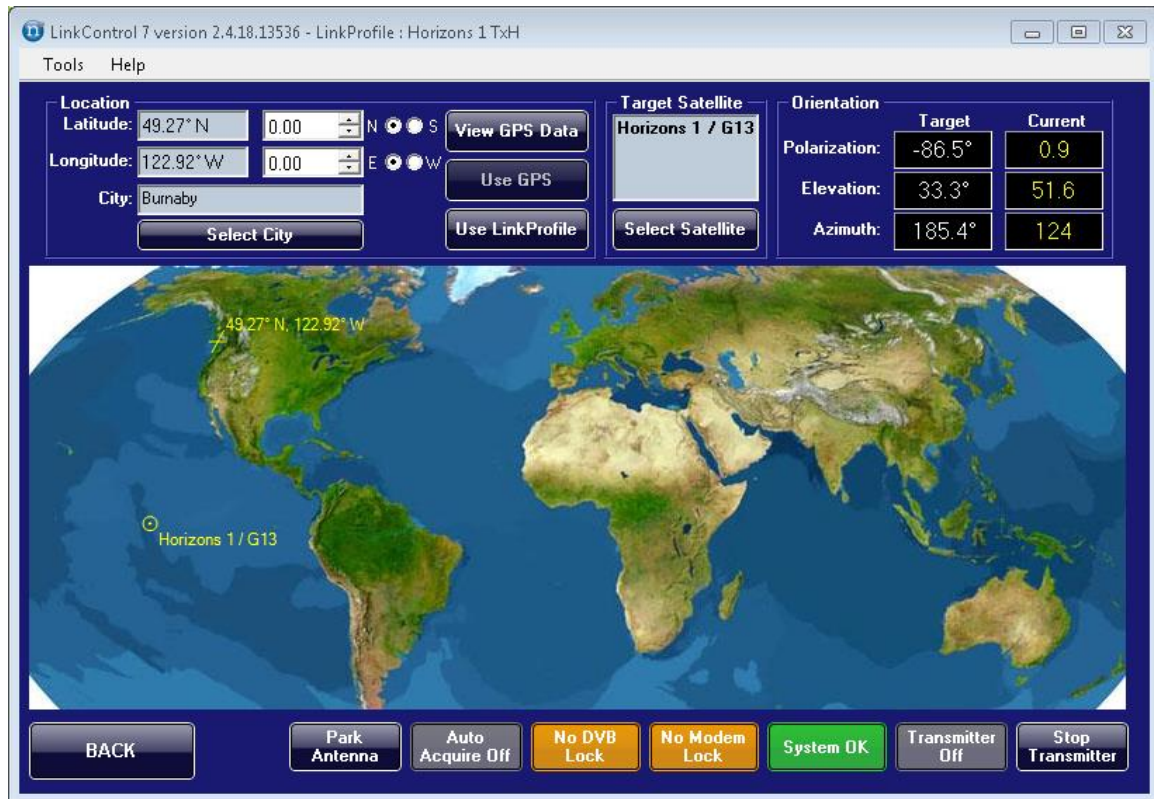 LinkControl 7 version 2.4.18.13536 - LinkProfile : Horizons 1 TxH
Tools Help
Location
Latitude: 49.27° N 0.00 N S View GPS Data
Longitude: 122.92° W 0.00 E W Use GPS
City: Burnaby
Select City Use LinkProfile
Target Satellite
Horizons 1 / G13
Select Satellite
Orientation
Target Current
Polarization: -86.5° 0.9
Elevation: 33.3° 51.6
Azimuth: 185.4° 124
49.27° N, 122.92° W
Horizons 1 / G13
BACK
Park
Antenna
Auto
Acquire Off
No DVB
Lock
No Modem
Lock
System OK
Transmitter
Off
Stop
Transmitter